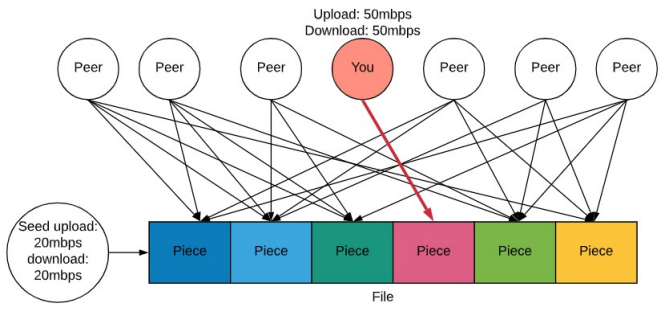 Upload: 50mbps
Download: 50mbps
Peer
Peer
Peer
You
Peer
Peer
Peer
Seed upload:
20mbps
download:
20mbps
Piece
Piece
Piece
Piece
Piece
Piece
File